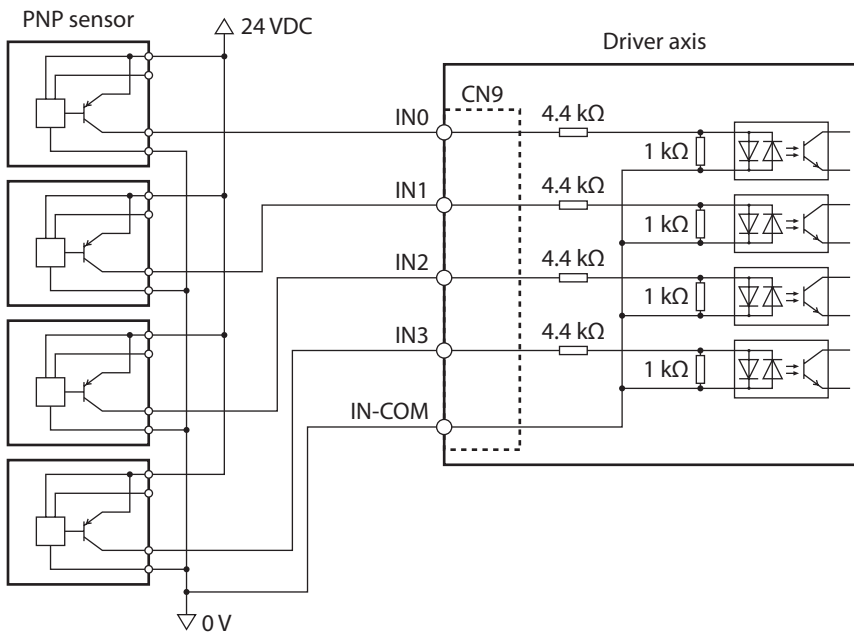 PNP sensor
24 VDC
Driver axis
CN9
IN0
4.4 kΩ
1 kΩ
IN1
4.4 kΩ
1 kΩ
IN2
4.4 kΩ
1 kΩ
IN3
4.4 kΩ
1 kΩ
IN-COM
0 V